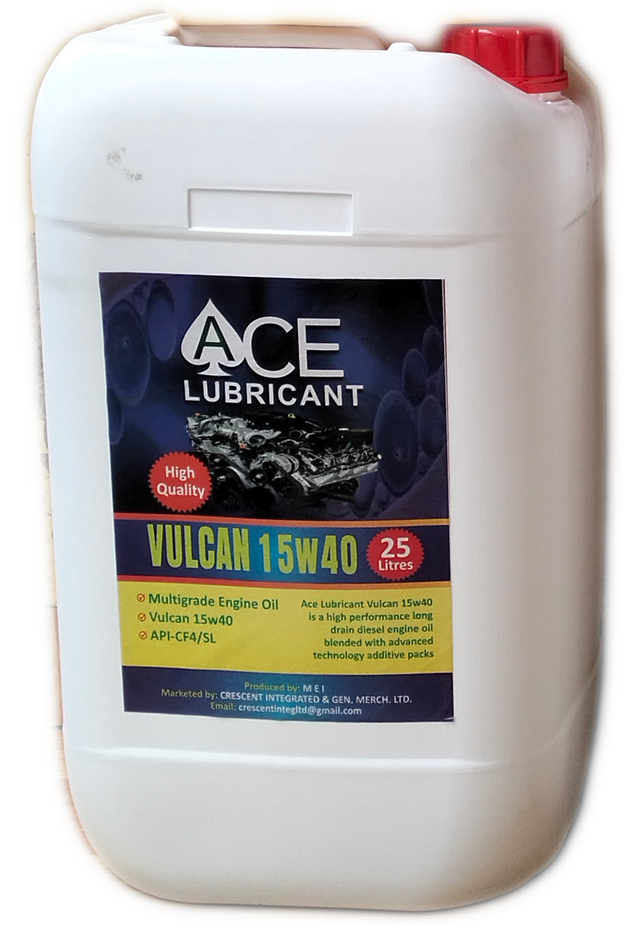 ACE
LUBRICANT
High
Quality
VULCAN 15w40
25
Litres
Multigrade Engine Oil
Vulcan 15w40
API-CF4/SL
Ace Lubricant Vulcan 15w40
is a high performance long
drain diesel engine oil
blended with advanced
technology additive packs
Produced by: M E I
Marketed by: CRESCENT INTEGRATED & GEN. MERCH. LTD.
Email: crescentintegltd@gmail.com